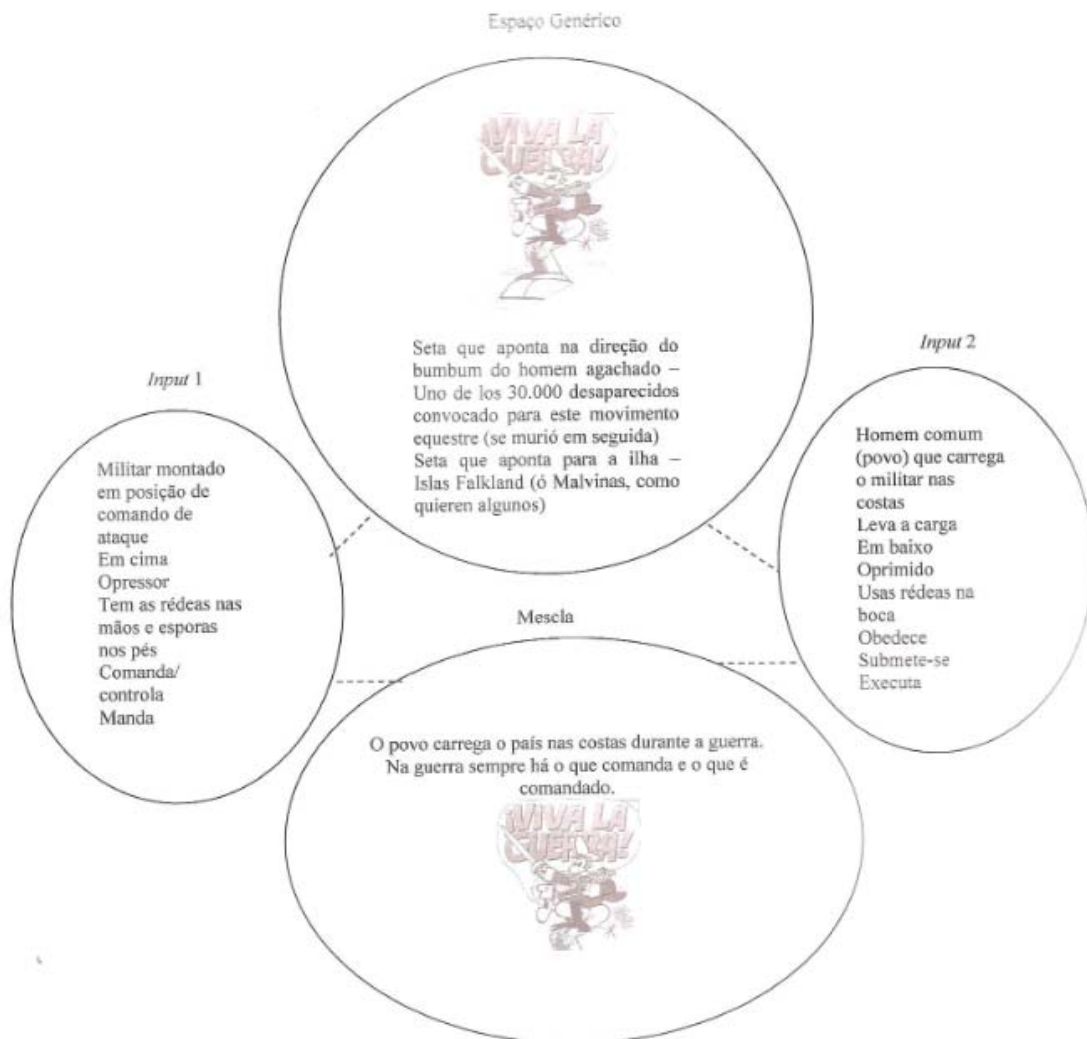 Espaço Genérico
¡VIVA LA
GUERRA!
Seta que aponta na direção do
bumbum do homem agachado –
Uno de los 30.000 desaparecidos
convocado para este movimento
equestre (se murió em seguida)
Seta que aponta para a ilha –
Islas Falkland (ó Malvinas, como
quieren algunos)
Input 1
Militar montado
em posição de
comando de
ataque
Em cima
Opressor
Tem as rédeas nas
mãos e esporas
nos pés
Comanda/
controla
Manda
Input 2
Homem comum
(povo) que carrega
o militar nas
costas
Leva a carga
Em baixo
Oprimido
Usas rédeas na
boca
Obedece
Submete-se
Executa
Mescla
O povo carrega o país nas costas durante a guerra.
Na guerra sempre há o que comanda e o que é
comandado.
¡VIVA LA
GUERRA!